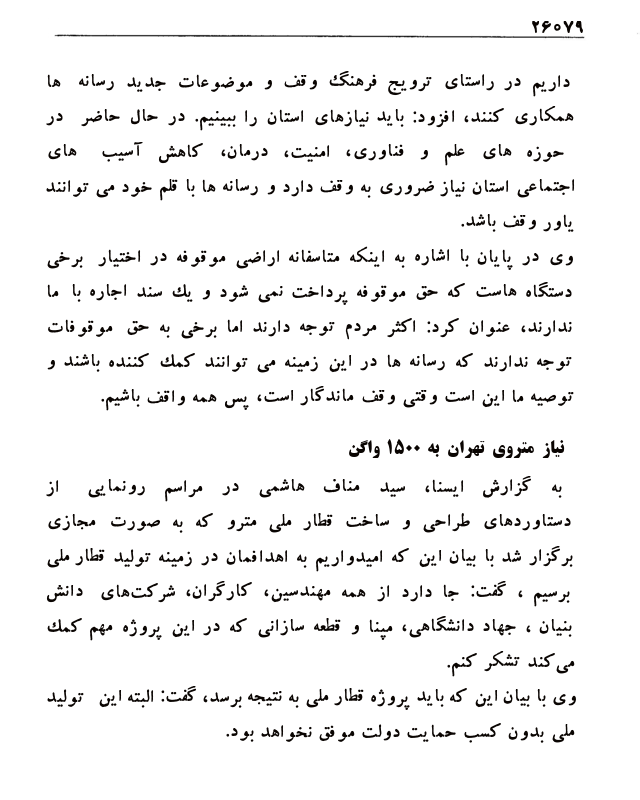 ۲۶۰۷۹
داریم در راستای ترویج فرهنگ وقف و موضوعات جدید رسانه ها
همکاری کنند، افزود: باید نیازهای استان را ببینیم. در حال حاضر در
حوزه های علم و فناوری، امنیت، درمان، کاهش آسیب های
اجتماعی استان نیاز ضروری به وقف دارد و رسانه ها با قلم خود می توانند
یاور وقف باشد.
وی در پایان با اشاره به اینکه متاسفانه اراضی موقوفه در اختیار برخی
دستگاه هاست که حق موقوفه پرداخت نمی شود و یك سند اجاره با ما
ندارند، عنوان کرد: اکثر مردم توجه دارند اما برخی به حق موقوفات
توجه ندارند که رسانه ها در این زمینه می توانند کمك کننده باشند و
توصیه ما این است وقتی وقف ماندگار است، پس همه واقف باشیم.
نیاز متروی تهران به ۱۵۰۰ واگن
به گزارش ایسنا، سید مناف هاشمی در مراسم رونمایی از
دستاوردهای طراحی و ساخت قطار ملی مترو که به صورت مجازی
برگزار شد با بیان این که امیدواریم به اهدافمان در زمینه تولید قطار ملی
برسیم ، گفت: جا دارد از همه مهندسین، کارگران، شرکت‌های دانش
بنیان ، جهاد دانشگاهی، مپنا و قطعه سازانی که در این پروژه مهم کمك
می‌کند تشکر کنم.
وی با بیان این که باید پروژه قطار ملی به نتیجه برسد، گفت: البته این تولید
ملی بدون کسب حمایت دولت موفق نخواهد بود.